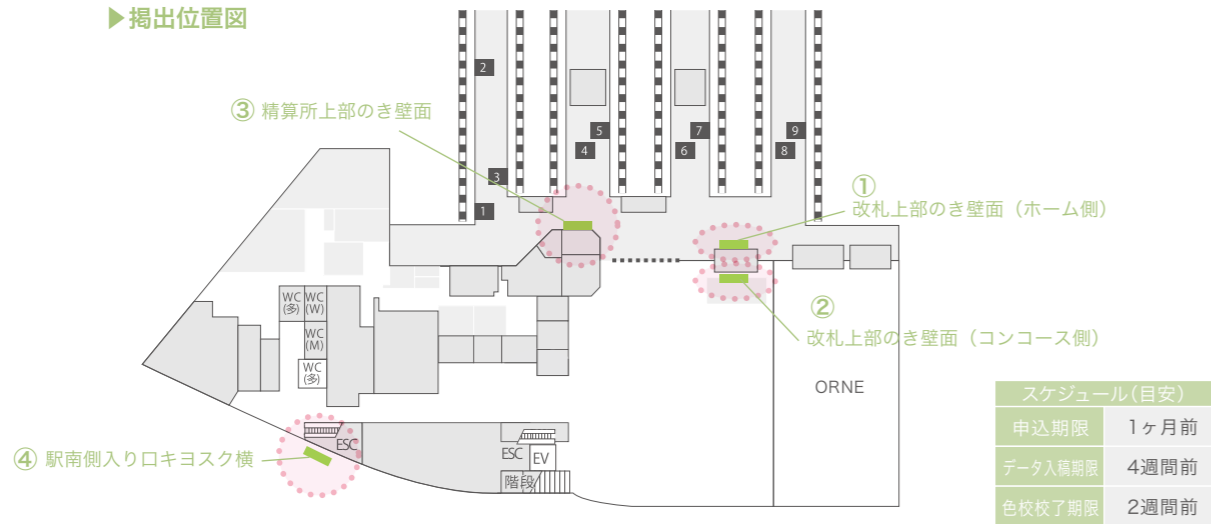 ▶掲出位置図
2
③ 精算所上部のき壁面
5
7
9
4
6
8
3
1
①
改札上部のき壁面（ホーム側）
②
改札上部のき壁面（コンコース側）
WC
(多)
WC
(W)
WC
(M)
WC
(多)
ORNE
ESC
④ 駅南側入り口キヨスク横
ESC
EV
階段
スケジュール(目安)
申込期限 1ヶ月前
データ入稿期限 4週間前
色校校了期限 2週間前